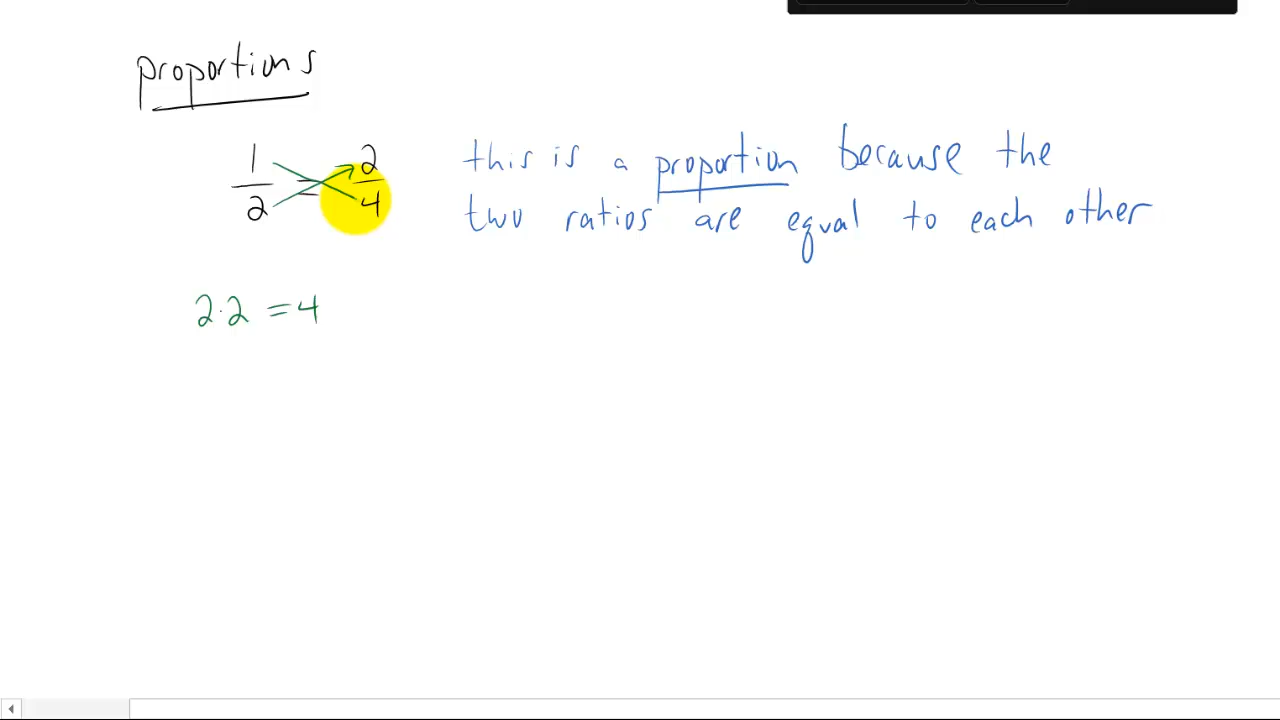 proportions
1/2 = 2/4
this is a proportion because the
two ratios are equal to each other
2·2 = 4